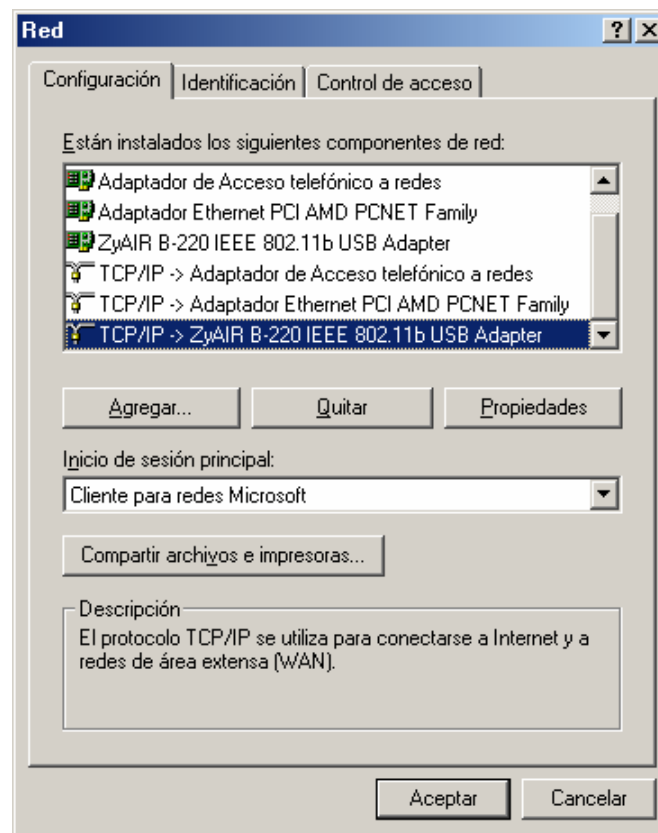 Red
Configuración Identificación Control de acceso
Están instalados los siguientes componentes de red:
Adaptador de Acceso telefónico a redes
Adaptador Ethernet PCI AMD PCNET Family
ZyAIR B-220 IEEE 802.11b USB Adapter
TCP/IP -> Adaptador de Acceso telefónico a redes
TCP/IP -> Adaptador Ethernet PCI AMD PCNET Family
TCP/IP -> ZyAIR B-220 IEEE 802.11b USB Adapter
Agregar... Quitar Propiedades
Inicio de sesión principal:
Cliente para redes Microsoft
Compartir archivos e impresoras...
Descripción
El protocolo TCP/IP se utiliza para conectarse a Internet y a
redes de área extensa (WAN).
Aceptar Cancelar